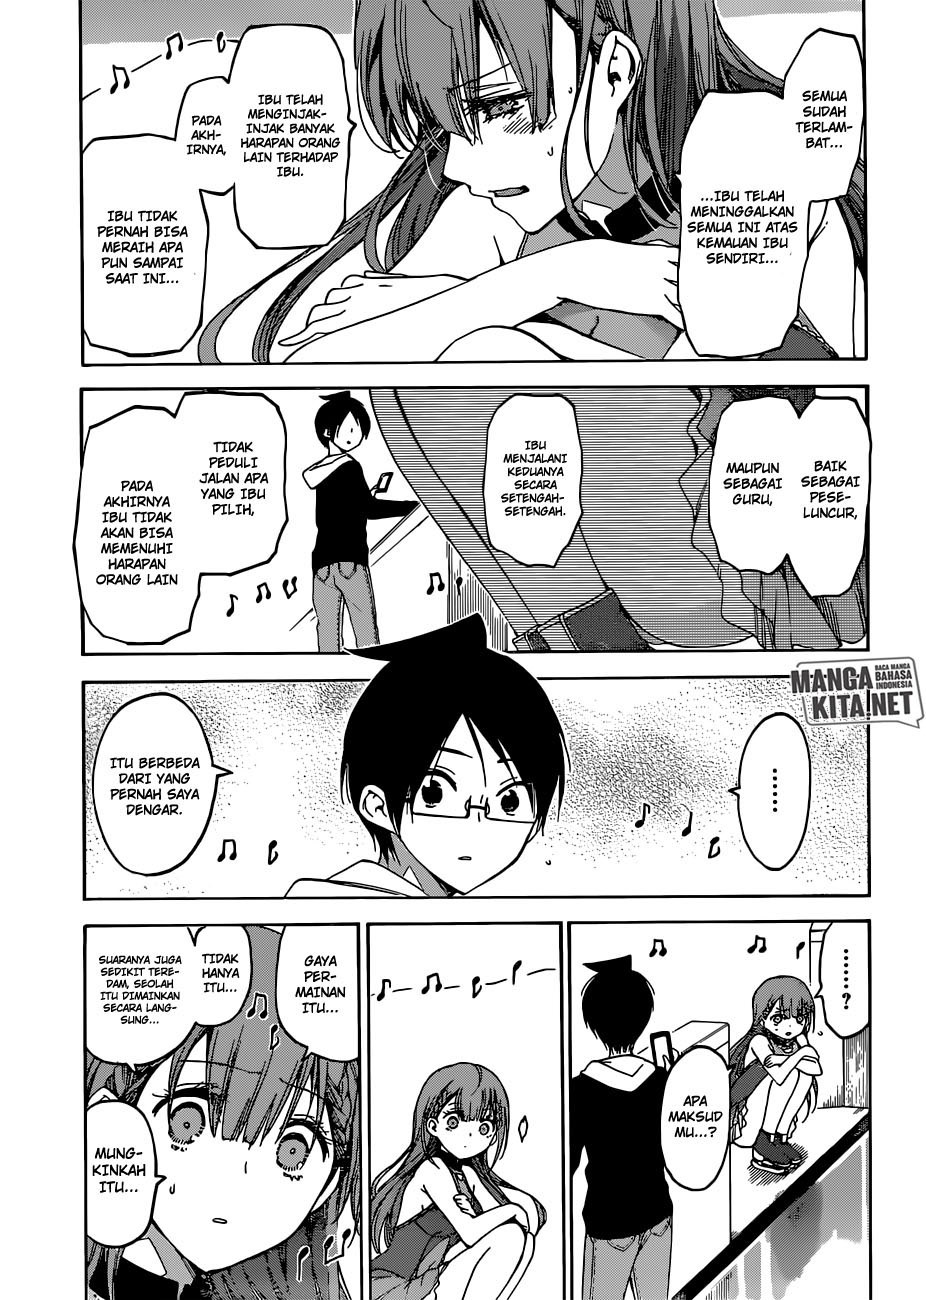 SEMUA
SUDAH
TERLAM-
BAT...
...IBU TELAH
MENINGGALKAN
SEMUA INI ATAS
KEMAUAN IBU
SENDIRI...
IBU TELAH
MENGINJAK-
INJAK BANYAK
HARAPAN ORANG
LAIN TERHADAP
IBU.
PADA
AKH-
IRNYA,
IBU TIDAK
PERNAH BISA
MERAIH APA
PUN SAMPAI
SAAT INI...
BAIK
SEBAGAI
PESE-
LUNCUR,
MAUPUN
SEBAGAI
GURU,
IBU
MENJALANI
KEDUANYA
SECARA
SETENGAH-
SETENGAH.
TIDAK
PEDULI
JALAN APA
YANG IBU
PILIH,
PADA
AKHIRNYA
IBU TIDAK
AKAN BISA
MEMENUHI
HARAPAN
ORANG LAIN
MANGA
KITA!NET
BACA MANGA
BAHASA
INDONESIA
......
ITU BERBEDA
DARI YANG
PERNAH SAYA
DENGAR.
......?
APA
MAKSUD
MU...?
GAYA
PER-
MAINAN
ITU...
TIDAK
HANYA
ITU...
SUARANYA JUGA
SEDIKIT TERE-
DAM, SEOLAH
ITU DIMAINKAN
SECARA LANG-
SUNG...
MUNG-
KINKAH
ITU...